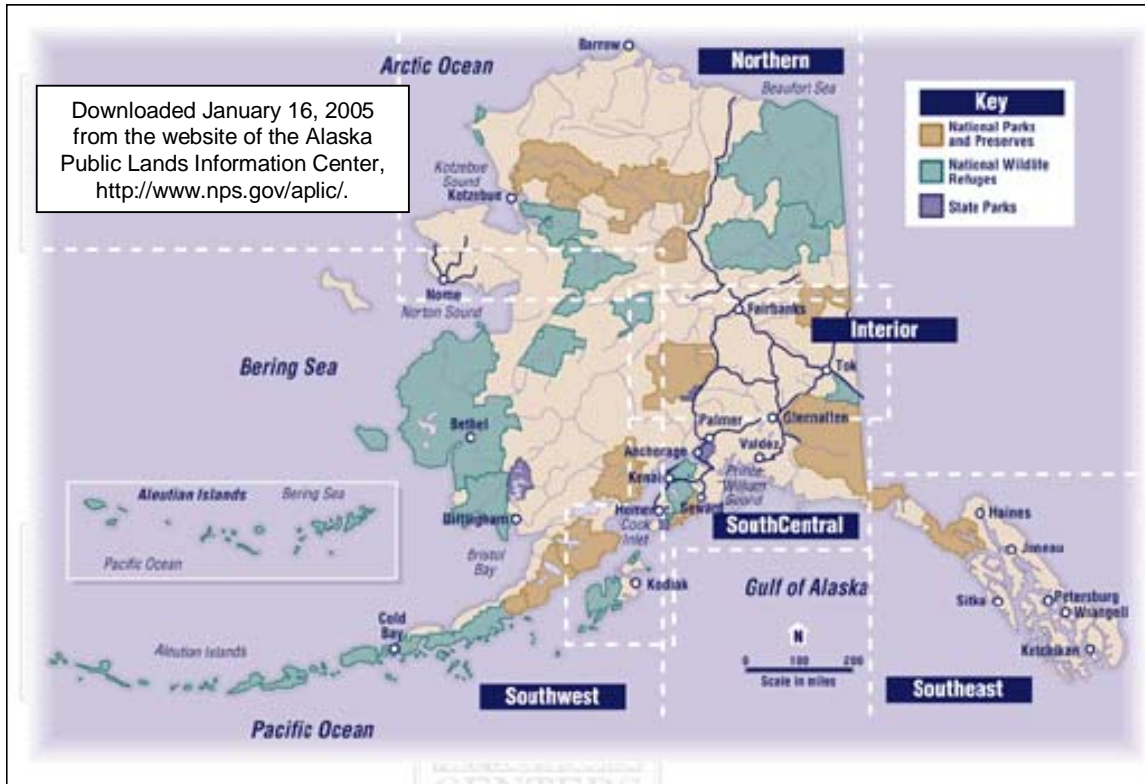 Barrow
Arctic Ocean
Northern
Beaufort Sea
Downloaded January 16, 2005
from the website of the Alaska
Public Lands Information Center,
http://www.nps.gov/aplic/.
Key
National Parks
and Preserves
National Wildlife
Refuges
State Parks
Kotzebue
Sound
Kotzebue
Nome
Norton Sound
Fairbanks
Interior
Bering Sea
Tok
Bethel
Palmer
Glennallen
Anchorage
Valdez
Kenai
Prince
William
Sound
Aleutian Islands
Bering Sea
Pacific Ocean
Dillingham
Homer
Seward
Cook
Inlet
SouthCentral
Haines
Juneau
Bristol
Bay
Kodiak
Gulf of Alaska
Sitka
Petersburg
Wrangell
Ketchikan
Cold
Bay
Aleutian Islands
N
0 100 200
Scale in miles
Southwest
Southeast
Pacific Ocean
CENTERS